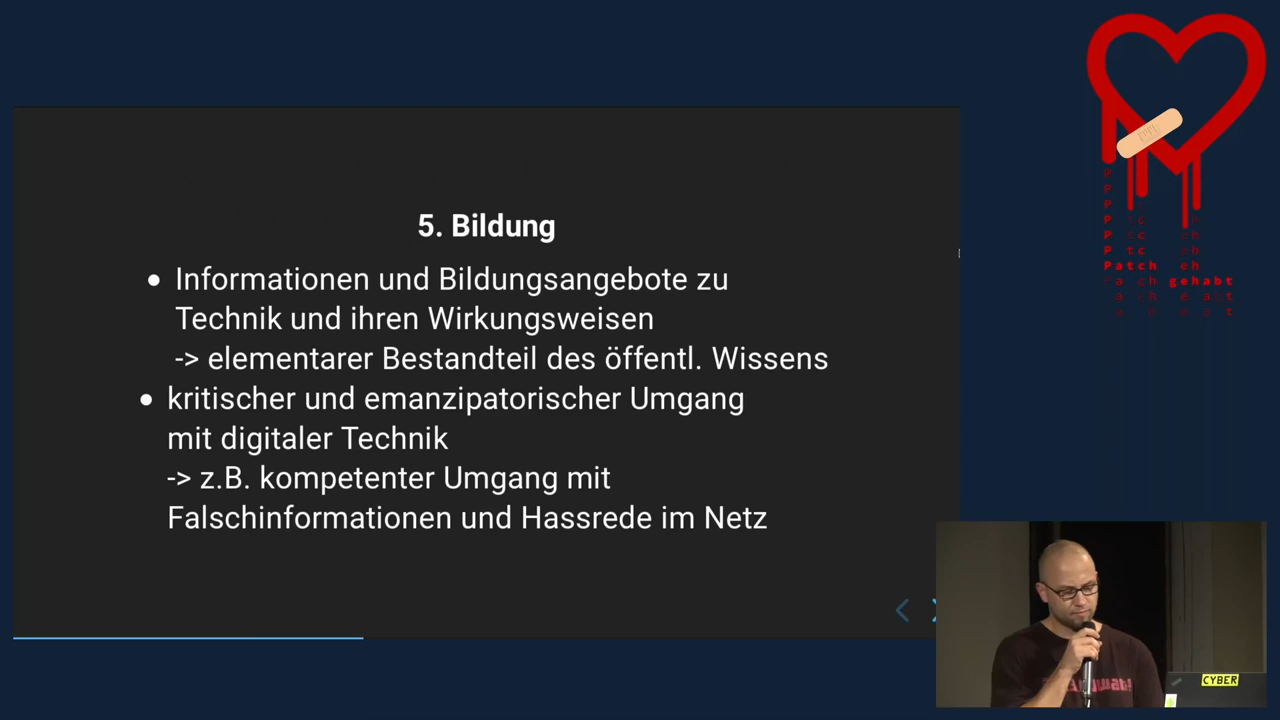 5. Bildung
Informationen und Bildungsangebote zu
Technik und ihren Wirkungsweisen
-> elementarer Bestandteil des öffentl. Wissens
kritischer und emanzipatorischer Umgang
mit digitaler Technik
-> z.B. kompetenter Umgang mit
Falschinformationen und Hassrede im Netz
Patch
gehabt
CYBER